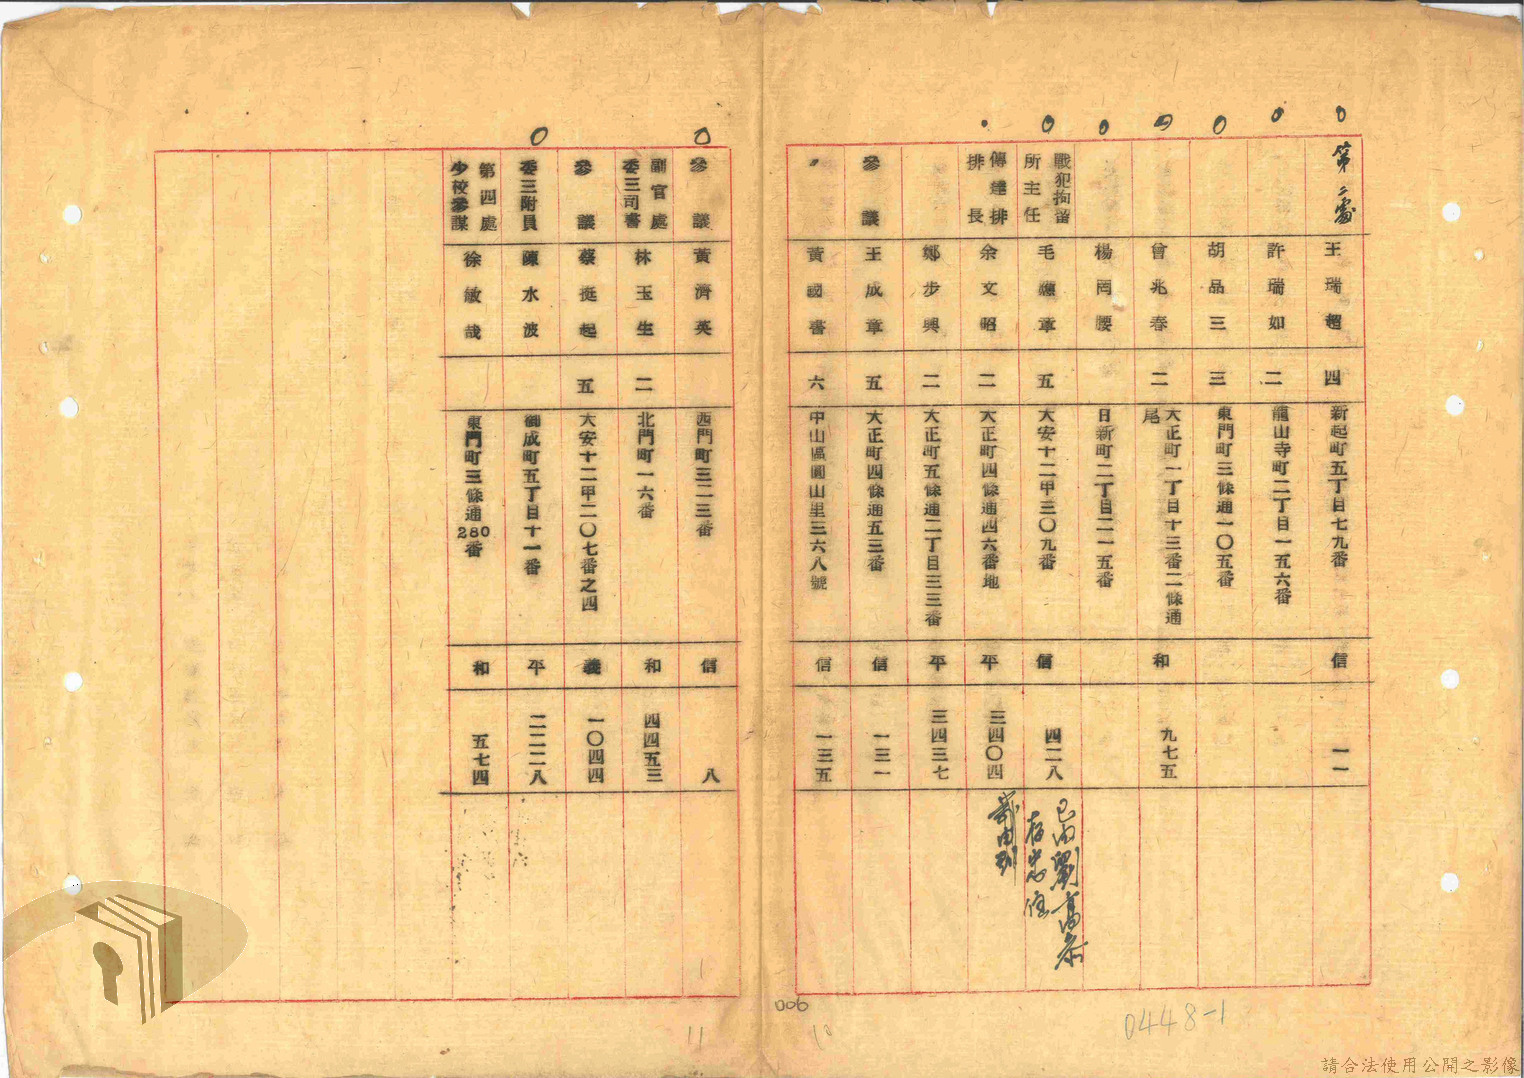 第二處
王瑞超 四 新起町五丁目七九番 信 一一
許瑞如 二 龍山寺町二丁目一五六番
胡品三 三 東門町三條通一〇五番
曾兆春 二 大正町一丁目十三番二條通尾 和 九七五
楊罔腰 日新町二丁目二一五番
戰犯拘留所主任 毛 章 五 大安十二甲三〇九番 信 四二八
已由劉
傳達排排長 余文昭 二 大正町四條通四六番地 平 三四〇四
鄭步興 二 大正町五條通二丁目三三番 平 三四三七
參議 王成章 五 大正町四條通五三番 信 一三一
〃 黃國書 六 中山區圓山里三六八號 信 一三五
參議 黃濟英 西門町三二三番 信 八
副官處委三司書 林玉生 二 北門町一六番 和 四四五三
參議 蔡挺起 五 大安十二甲二〇七番之四 義 一〇四四
委三附員 陳水波 御成町五丁目十一番 平 二二二八
第四處少校參謀 徐敏哉 東門町三條通280番 和 五七四
006
11
10
0448-1
請合法使用公開之影像